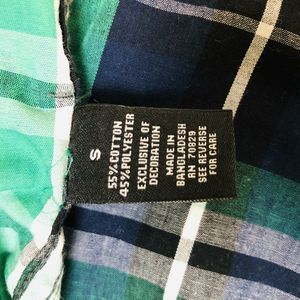 S
55% COTTON
45% POLYESTER
EXCLUSIVE OF
DECORATION
MADE IN
BANGLADESH
RN 70829
SEE REVERSE
FOR CARE